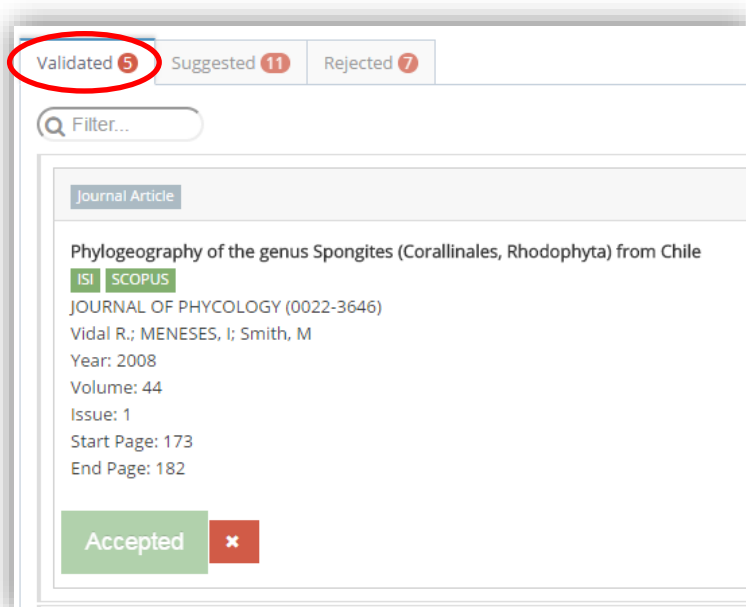 Validated 5 Suggested 11 Rejected 7
Filter...
Journal Article
Phylogeography of the genus Spongites (Corallinales, Rhodophyta) from Chile
ISI SCOPUS
JOURNAL OF PHYCOLOGY (0022-3646)
Vidal R.; MENESES, I; Smith, M
Year: 2008
Volume: 44
Issue: 1
Start Page: 173
End Page: 182
Accepted